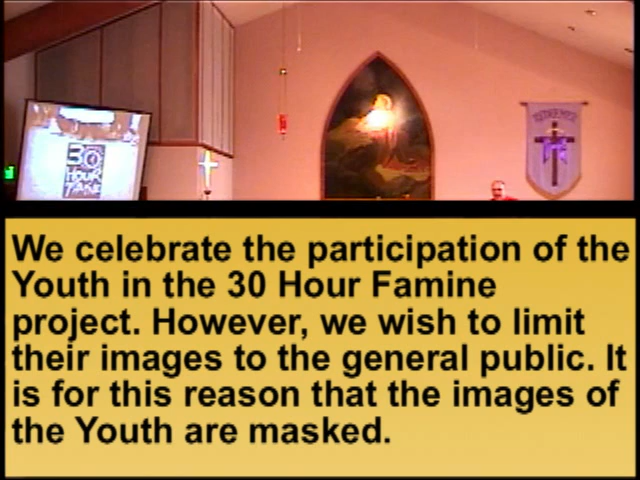 30
HOUR
REDEEMER
We celebrate the participation of the
Youth in the 30 Hour Famine
project. However, we wish to limit
their images to the general public. It
is for this reason that the images of
the Youth are masked.